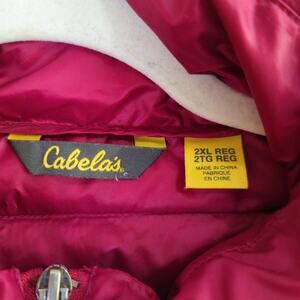 Cabela's
2XL REG
2TG REG
MADE IN CHINA
FABRIQUÉ
EN CHINE